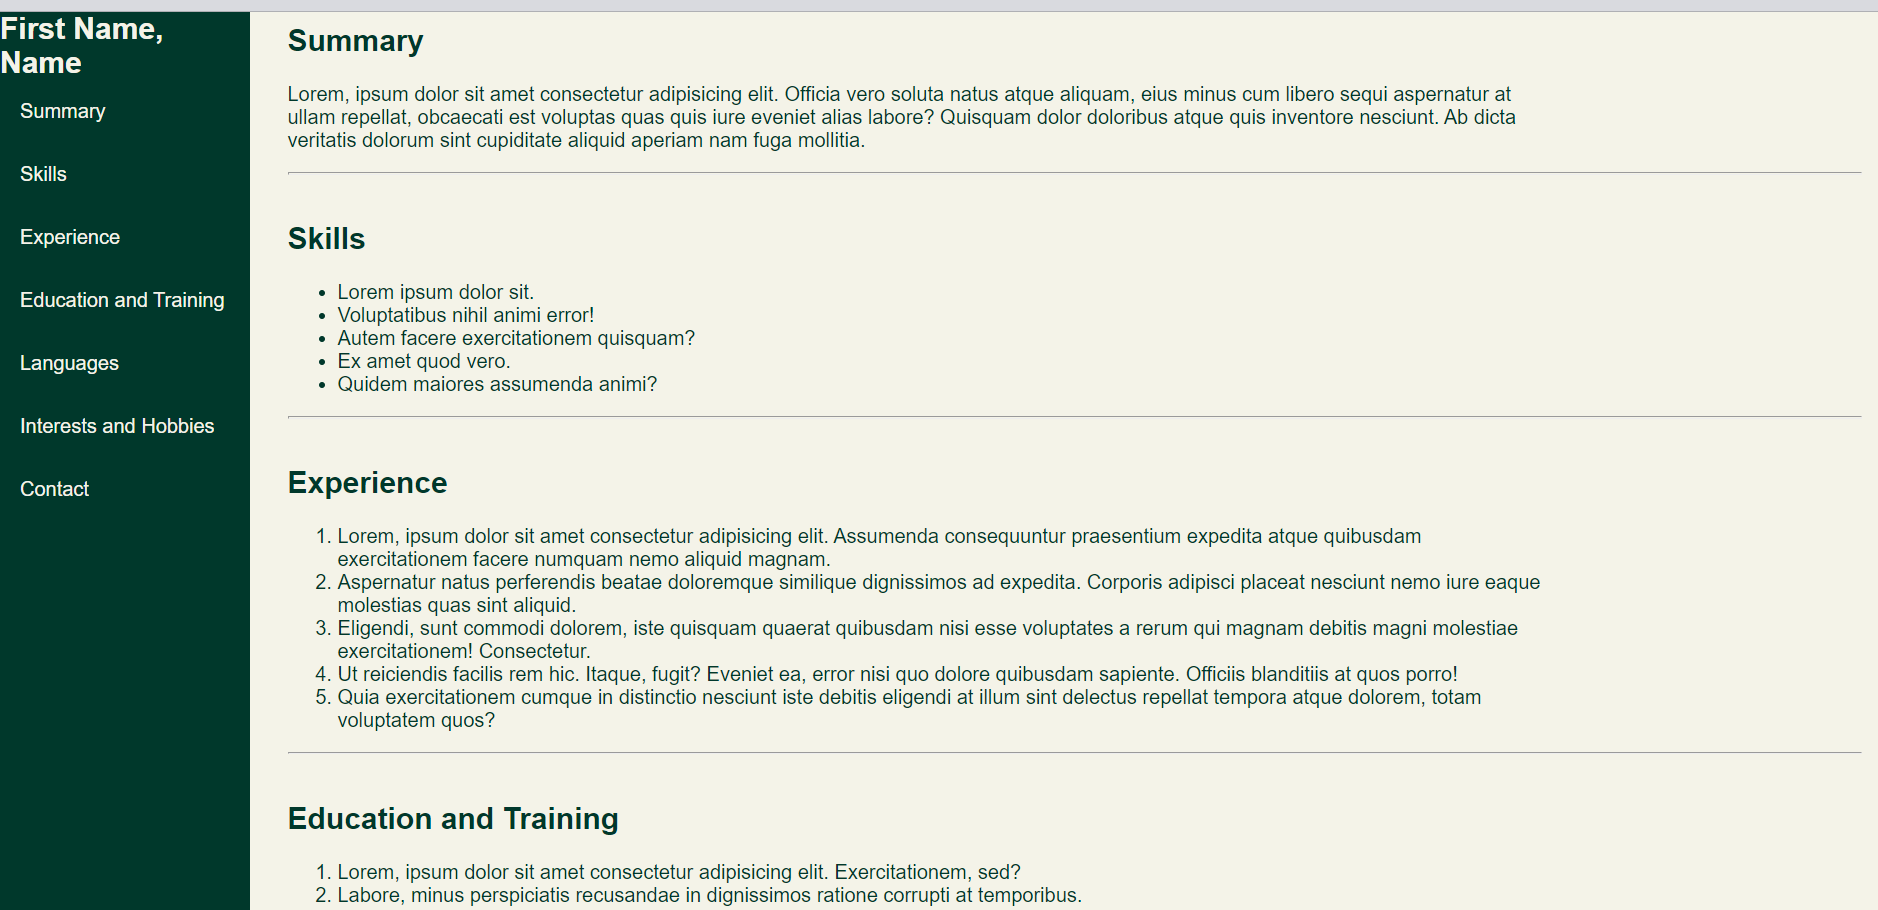 First Name,
Name
Summary
Skills
Experience
Education and Training
Languages
Interests and Hobbies
Contact
Summary
Lorem, ipsum dolor sit amet consectetur adipisicing elit. Officia vero soluta natus atque aliquam, eius minus cum libero sequi aspernatur at
ullam repellat, obcaecati est voluptas quas quis iure eveniet alias labore? Quisquam dolor doloribus atque quis inventore nesciunt. Ab dicta
veritatis dolorum sint cupiditate aliquid aperiam nam fuga mollitia.
Skills
• Lorem ipsum dolor sit.
• Voluptatibus nihil animi error!
• Autem facere exercitationem quisquam?
• Ex amet quod vero.
• Quidem maiores assumenda animi?
Experience
1. Lorem, ipsum dolor sit amet consectetur adipisicing elit. Assumenda consequuntur praesentium expedita atque quibusdam
exercitationem facere numquam nemo aliquid magnam.
2. Aspernatur natus perferendis beatae doloremque similique dignissimos ad expedita. Corporis adipisci placeat nesciunt nemo iure eaque
molestias quas sint aliquid.
3. Eligendi, sunt commodi dolorem, iste quisquam quaerat quibusdam nisi esse voluptates a rerum qui magnam debitis magni molestiae
exercitationem! Consectetur.
4. Ut reiciendis facilis rem hic. Itaque, fugit? Eveniet ea, error nisi quo dolore quibusdam sapiente. Officiis blanditiis at quos porro!
5. Quia exercitationem cumque in distinctio nesciunt iste debitis eligendi at illum sint delectus repellat tempora atque dolorem, totam
voluptatem quos?
Education and Training
1. Lorem, ipsum dolor sit amet consectetur adipisicing elit. Exercitationem, sed?
2. Labore, minus perspiciatis recusandae in dignissimos ratione corrupti at temporibus.